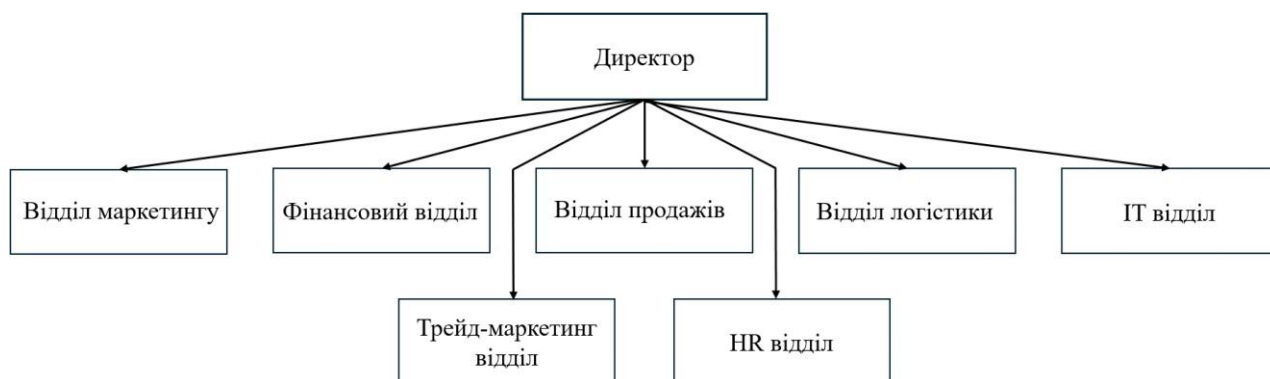 Директор
Відділ маркетингу
Фінансовий відділ
Відділ продажів
Відділ логістики
ІТ відділ
Трейд-маркетинг
відділ
HR відділ